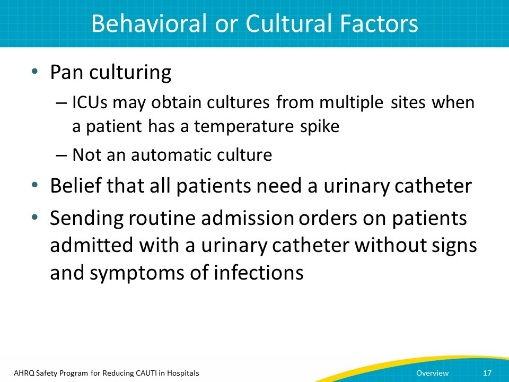 Behavioral or Cultural Factors
• Pan culturing
– ICUs may obtain cultures from multiple sites when
a patient has a temperature spike
– Not an automatic culture
• Belief that all patients need a urinary catheter
• Sending routine admission orders on patients
admitted with a urinary catheter without signs
and symptoms of infections
AHRQ Safety Program for Reducing CAUTI in Hospitals
Overview 17